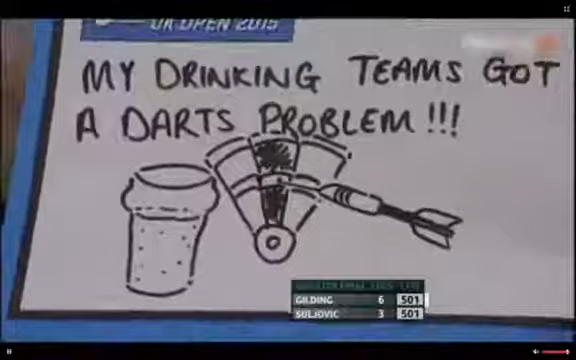 UK OPEN 2015
MY DRINKING TEAMS GOT
A DARTS PROBLEM!!!
GILDING 6 501
SULJOVIC 3 501